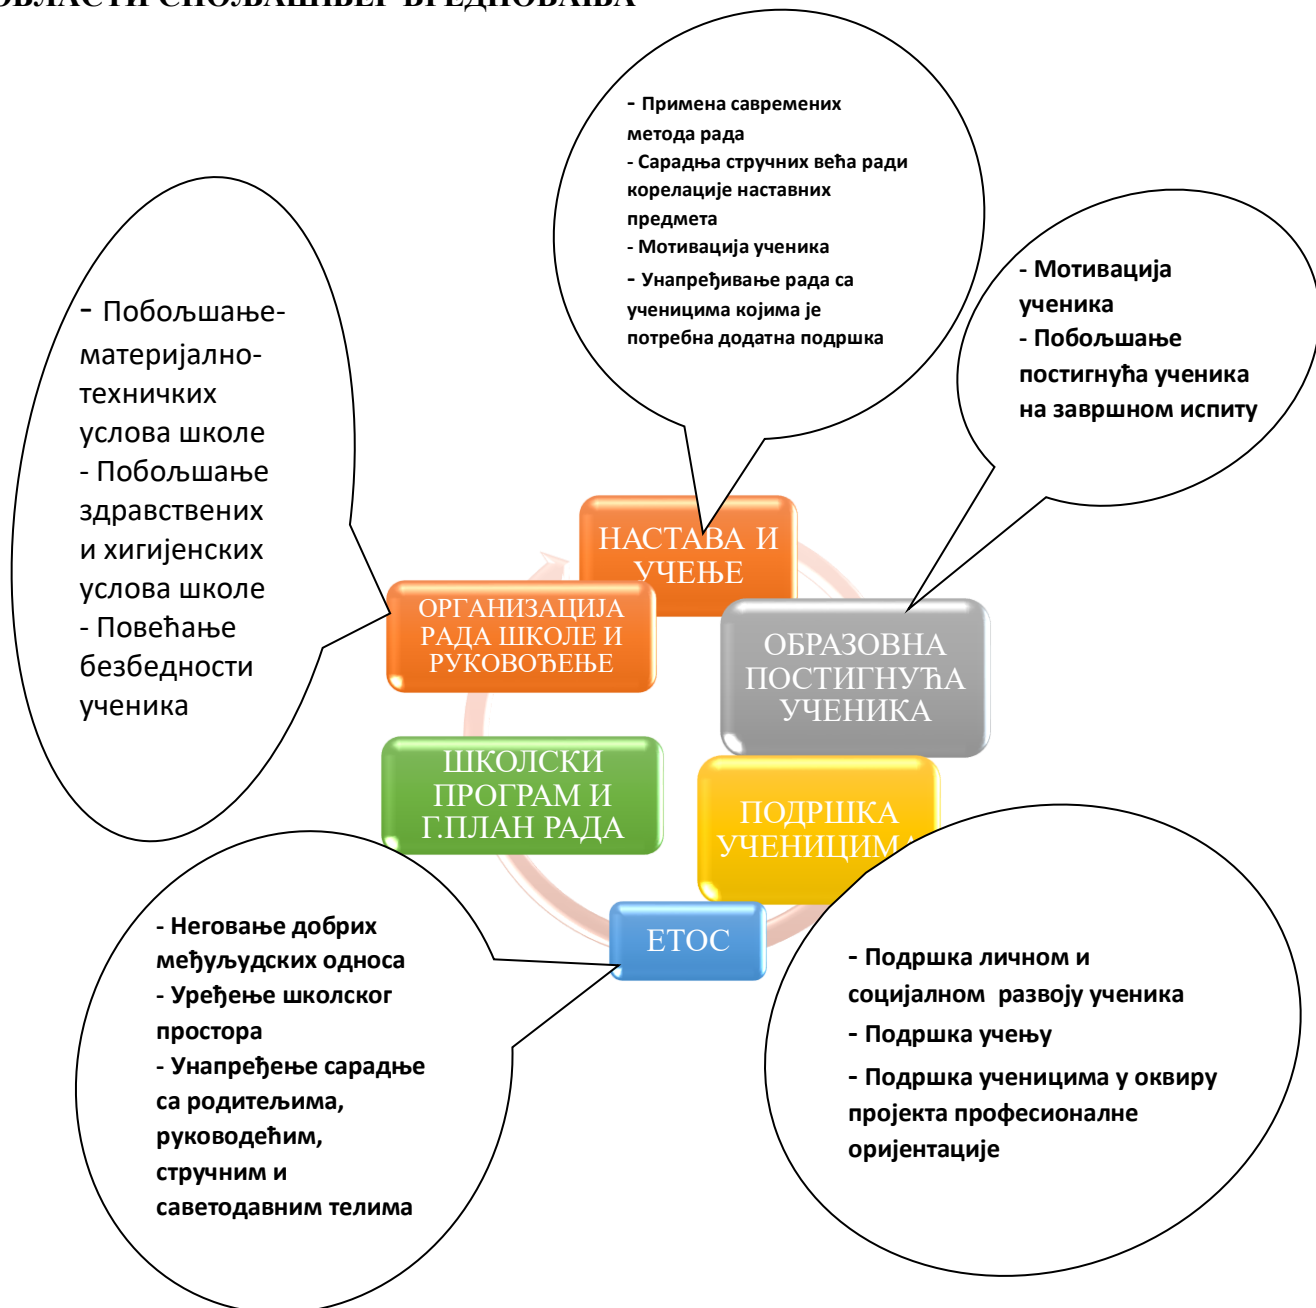 ОБЛАСТИ СПОЉАШЊЕГ ВРЕДНОВАЊА
- Примена савремених
метода рада
- Сарадња стручних већа ради
корелације наставних
предмета
- Мотивација ученика
- Унапређивање рада са
ученицима којима је
потребна додатна подршка
- Мотивација
ученика
- Побољшање
постигнућа ученика
на завршном испиту
- Побољшање-
материјално-
техничких
услова школе
- Побољшање
здравствених
и хигијенских
услова школе
- Повећање
безбедности
ученика
НАСТАВА И
УЧЕЊЕ
ОРГАНИЗАЦИЈА
РАДА ШКОЛЕ И
РУКОВОЂЕЊЕ
ОБРАЗОВНА
ПОСТИГНУЋА
УЧЕНИКА
ШКОЛСКИ
ПРОГРАМ И
Г.ПЛАН РАДА
ПОДРШКА
УЧЕНИЦИМА
ЕТОС
- Неговање добрих
међуљудских односа
- Уређење школског
простора
- Унапређење сарадње
са родитељима,
руководећим,
стручним и
саветодавним телима
- Подршка личном и
социјалном  развоју ученика
- Подршка учењу
- Подршка ученицима у оквиру
пројекта професионалне
оријентације